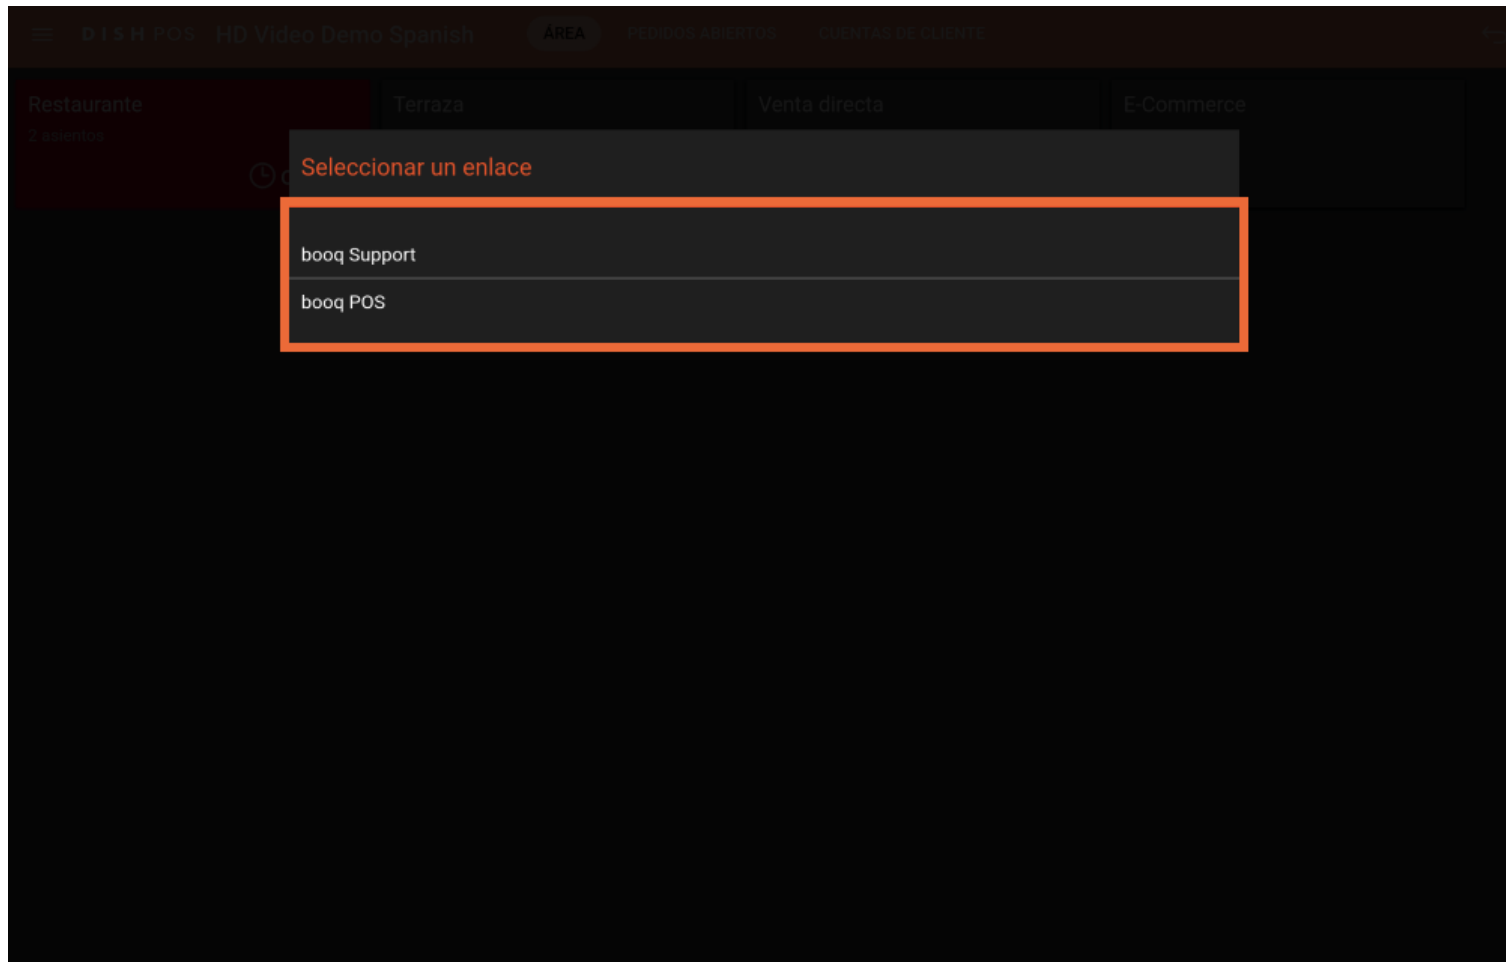 DISH POS HD Video Demo Spanish ÁREA PEDIDOS ABIERTOS CUENTAS DE CLIENTE
Restaurante Terraza Venta directa E-Commerce
2 asientos
Seleccionar un enlace
booq Support
booq POS